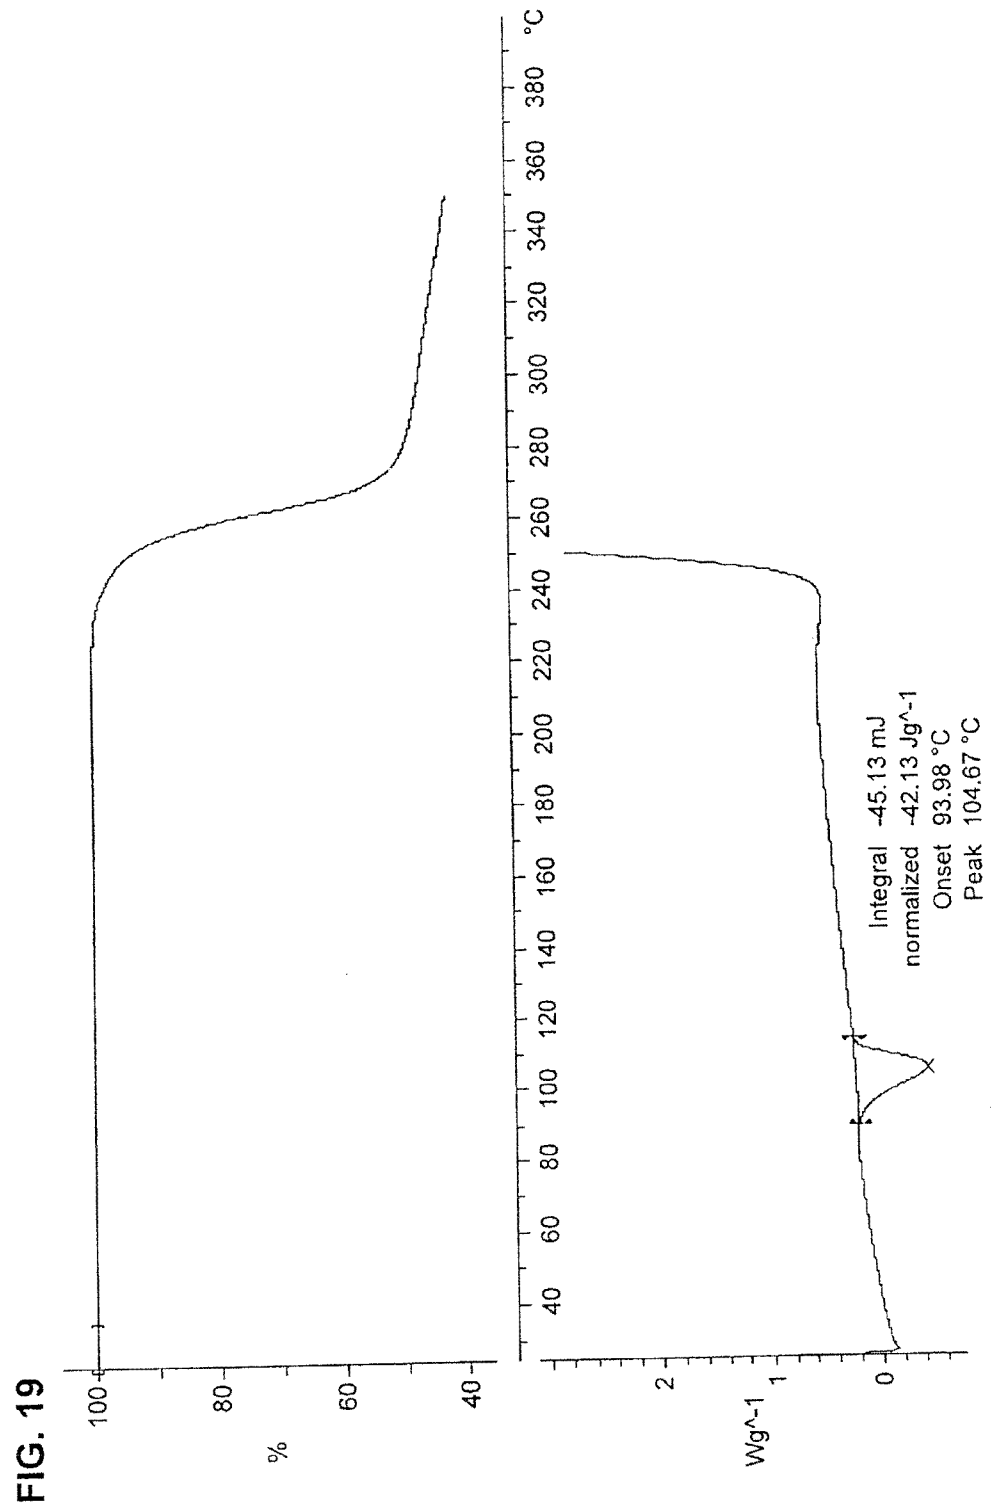 FIG. 19
100
80
60
40
%
40 60 80 100 120 140 160 180 200 220 240 260 280 300 320 340 360 380 °C
2
1
0
Wg^-1
Integral -45.13 mJ
normalized -42.13 Jg^-1
Onset 93.98 °C
Peak 104.67 °C